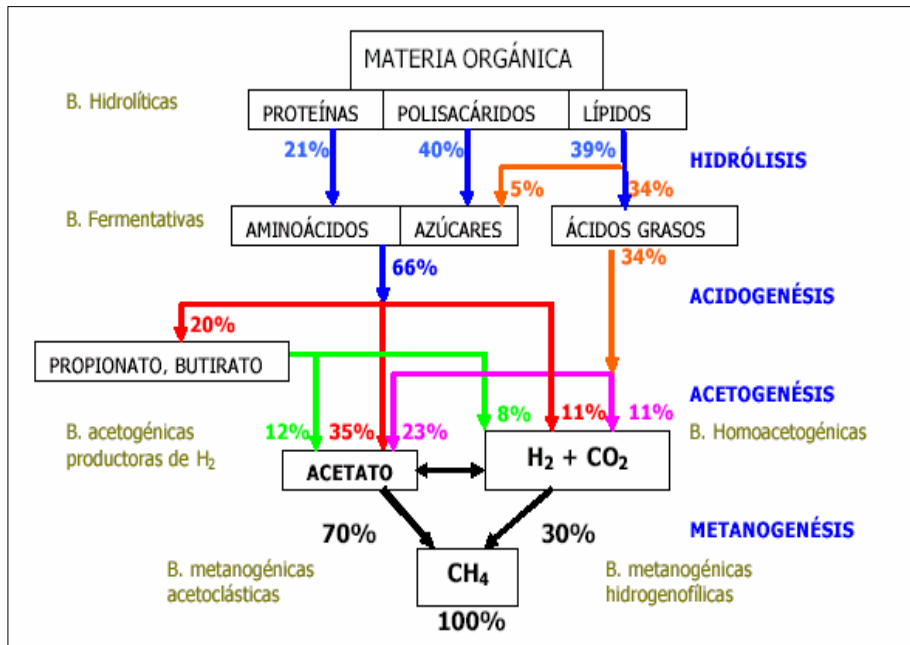 MATERIA ORGÁNICA
B. Hidrolíticas
PROTEÍNAS
POLISACÁRIDOS
LÍPIDOS
21%
40%
39%
HIDRÓLISIS
5%
34%
B. Fermentativas
AMINOÁCIDOS
AZÚCARES
ÁCIDOS GRASOS
66%
34%
ACIDOGENÉSIS
20%
PROPIONATO, BUTIRATO
ACETOGENÉSIS
12%
35%
23%
8%
11%
11%
B. acetogénicas
productoras de H₂
B. Homoacetogénicas
ACETATO
H₂ + CO₂
70%
30%
METANOGENÉSIS
B. metanogénicas
acetoclásticas
CH₄
B. metanogénicas
hidrogenofílicas
100%